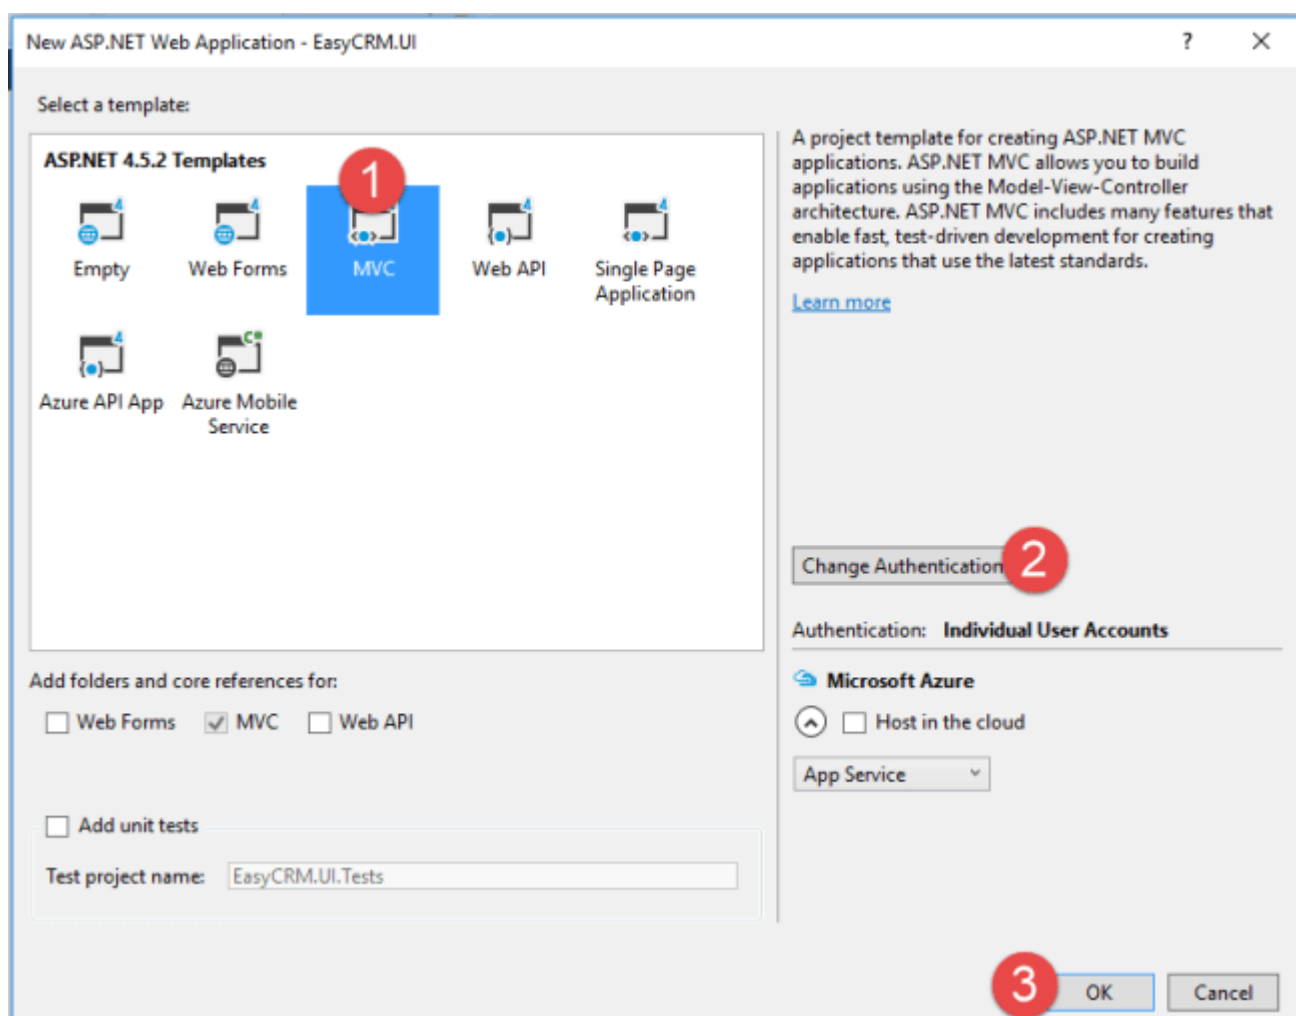 New ASP.NET Web Application - EasyCRM.UI
?
Select a template:
ASP.NET 4.5.2 Templates
1
Empty
Web Forms
MVC
Web API
Single Page
Application
Azure API App
Azure Mobile
Service
A project template for creating ASP.NET MVC
applications. ASP.NET MVC allows you to build
applications using the Model-View-Controller
architecture. ASP.NET MVC includes many features that
enable fast, test-driven development for creating
applications that use the latest standards.
Learn more
Change Authentication
2
Authentication: Individual User Accounts
Microsoft Azure
Host in the cloud
App Service
Add folders and core references for:
Web Forms
MVC
Web API
Add unit tests
Test project name:
EasyCRM.UI.Tests
3
OK
Cancel